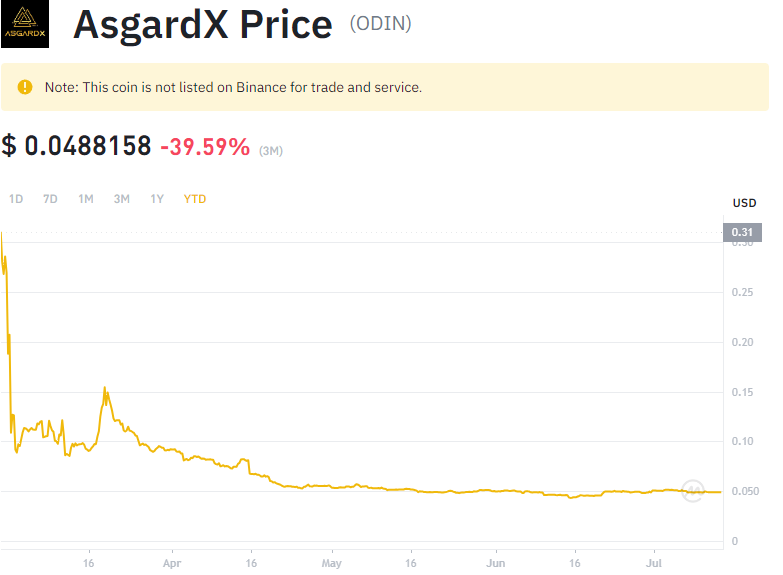 ASGARDX
AsgardX Price (ODIN)
Note: This coin is not listed on Binance for trade and service.
$ 0.0488158 -39.59% (3M)
1D 7D 1M 3M 1Y YTD
USD
0.31
0.30
0.25
0.20
0.15
0.10
0.050
0
16 Apr 16 May 16 Jun 16 Jul